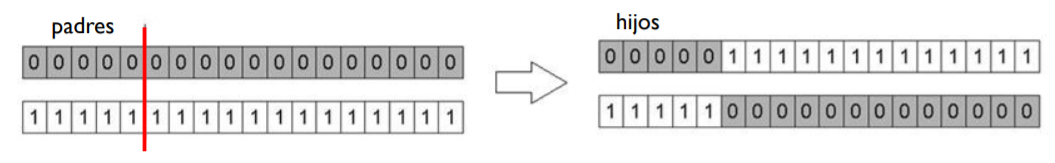 padres
0 0 0 0 0 0 0 0 0 0 0 0 0 0 0 0 0 0
1 1 1 1 1 1 1 1 1 1 1 1 1 1 1 1 1 1
hijos
0 0 0 0 0 1 1 1 1 1 1 1 1 1 1 1 1 1
1 1 1 1 1 0 0 0 0 0 0 0 0 0 0 0 0 0